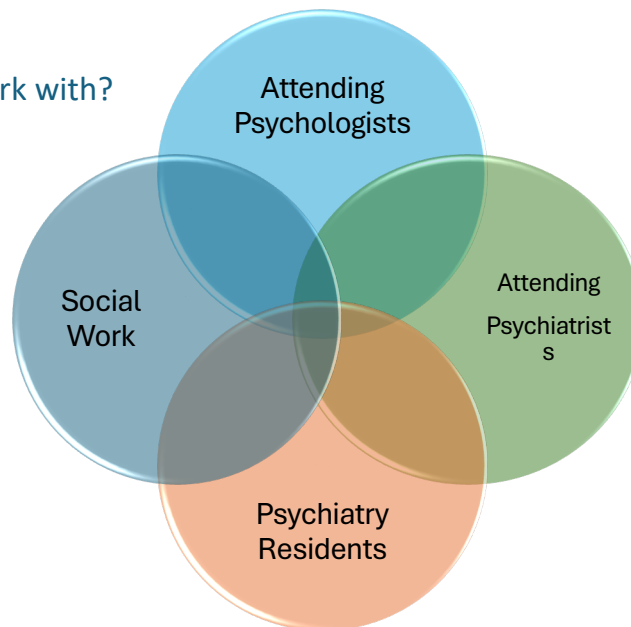 rk with?
Attending
Psychologists
Social
Work
Attending
Psychiatrist
s
Psychiatry
Residents